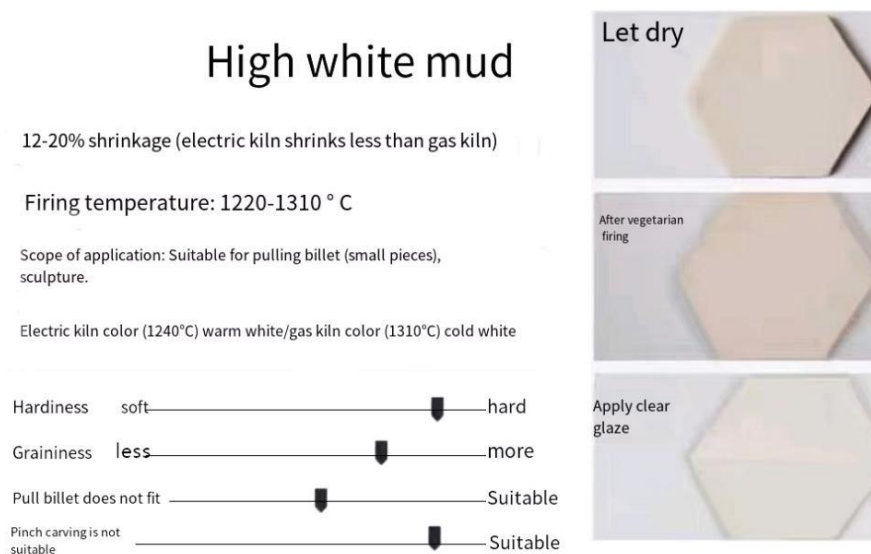 High white mud
12-20% shrinkage (electric kiln shrinks less than gas kiln)
Firing temperature: 1220-1310 ° C
Scope of application: Suitable for pulling billet (small pieces),
sculpture.
Electric kiln color (1240°C) warm white/gas kiln color (1310°C) cold white
Hardiness soft hard
Graininess less more
Pull billet does not fit Suitable
Pinch carving is not
suitable Suitable
Let dry
After vegetarian
firing
Apply clear
glaze